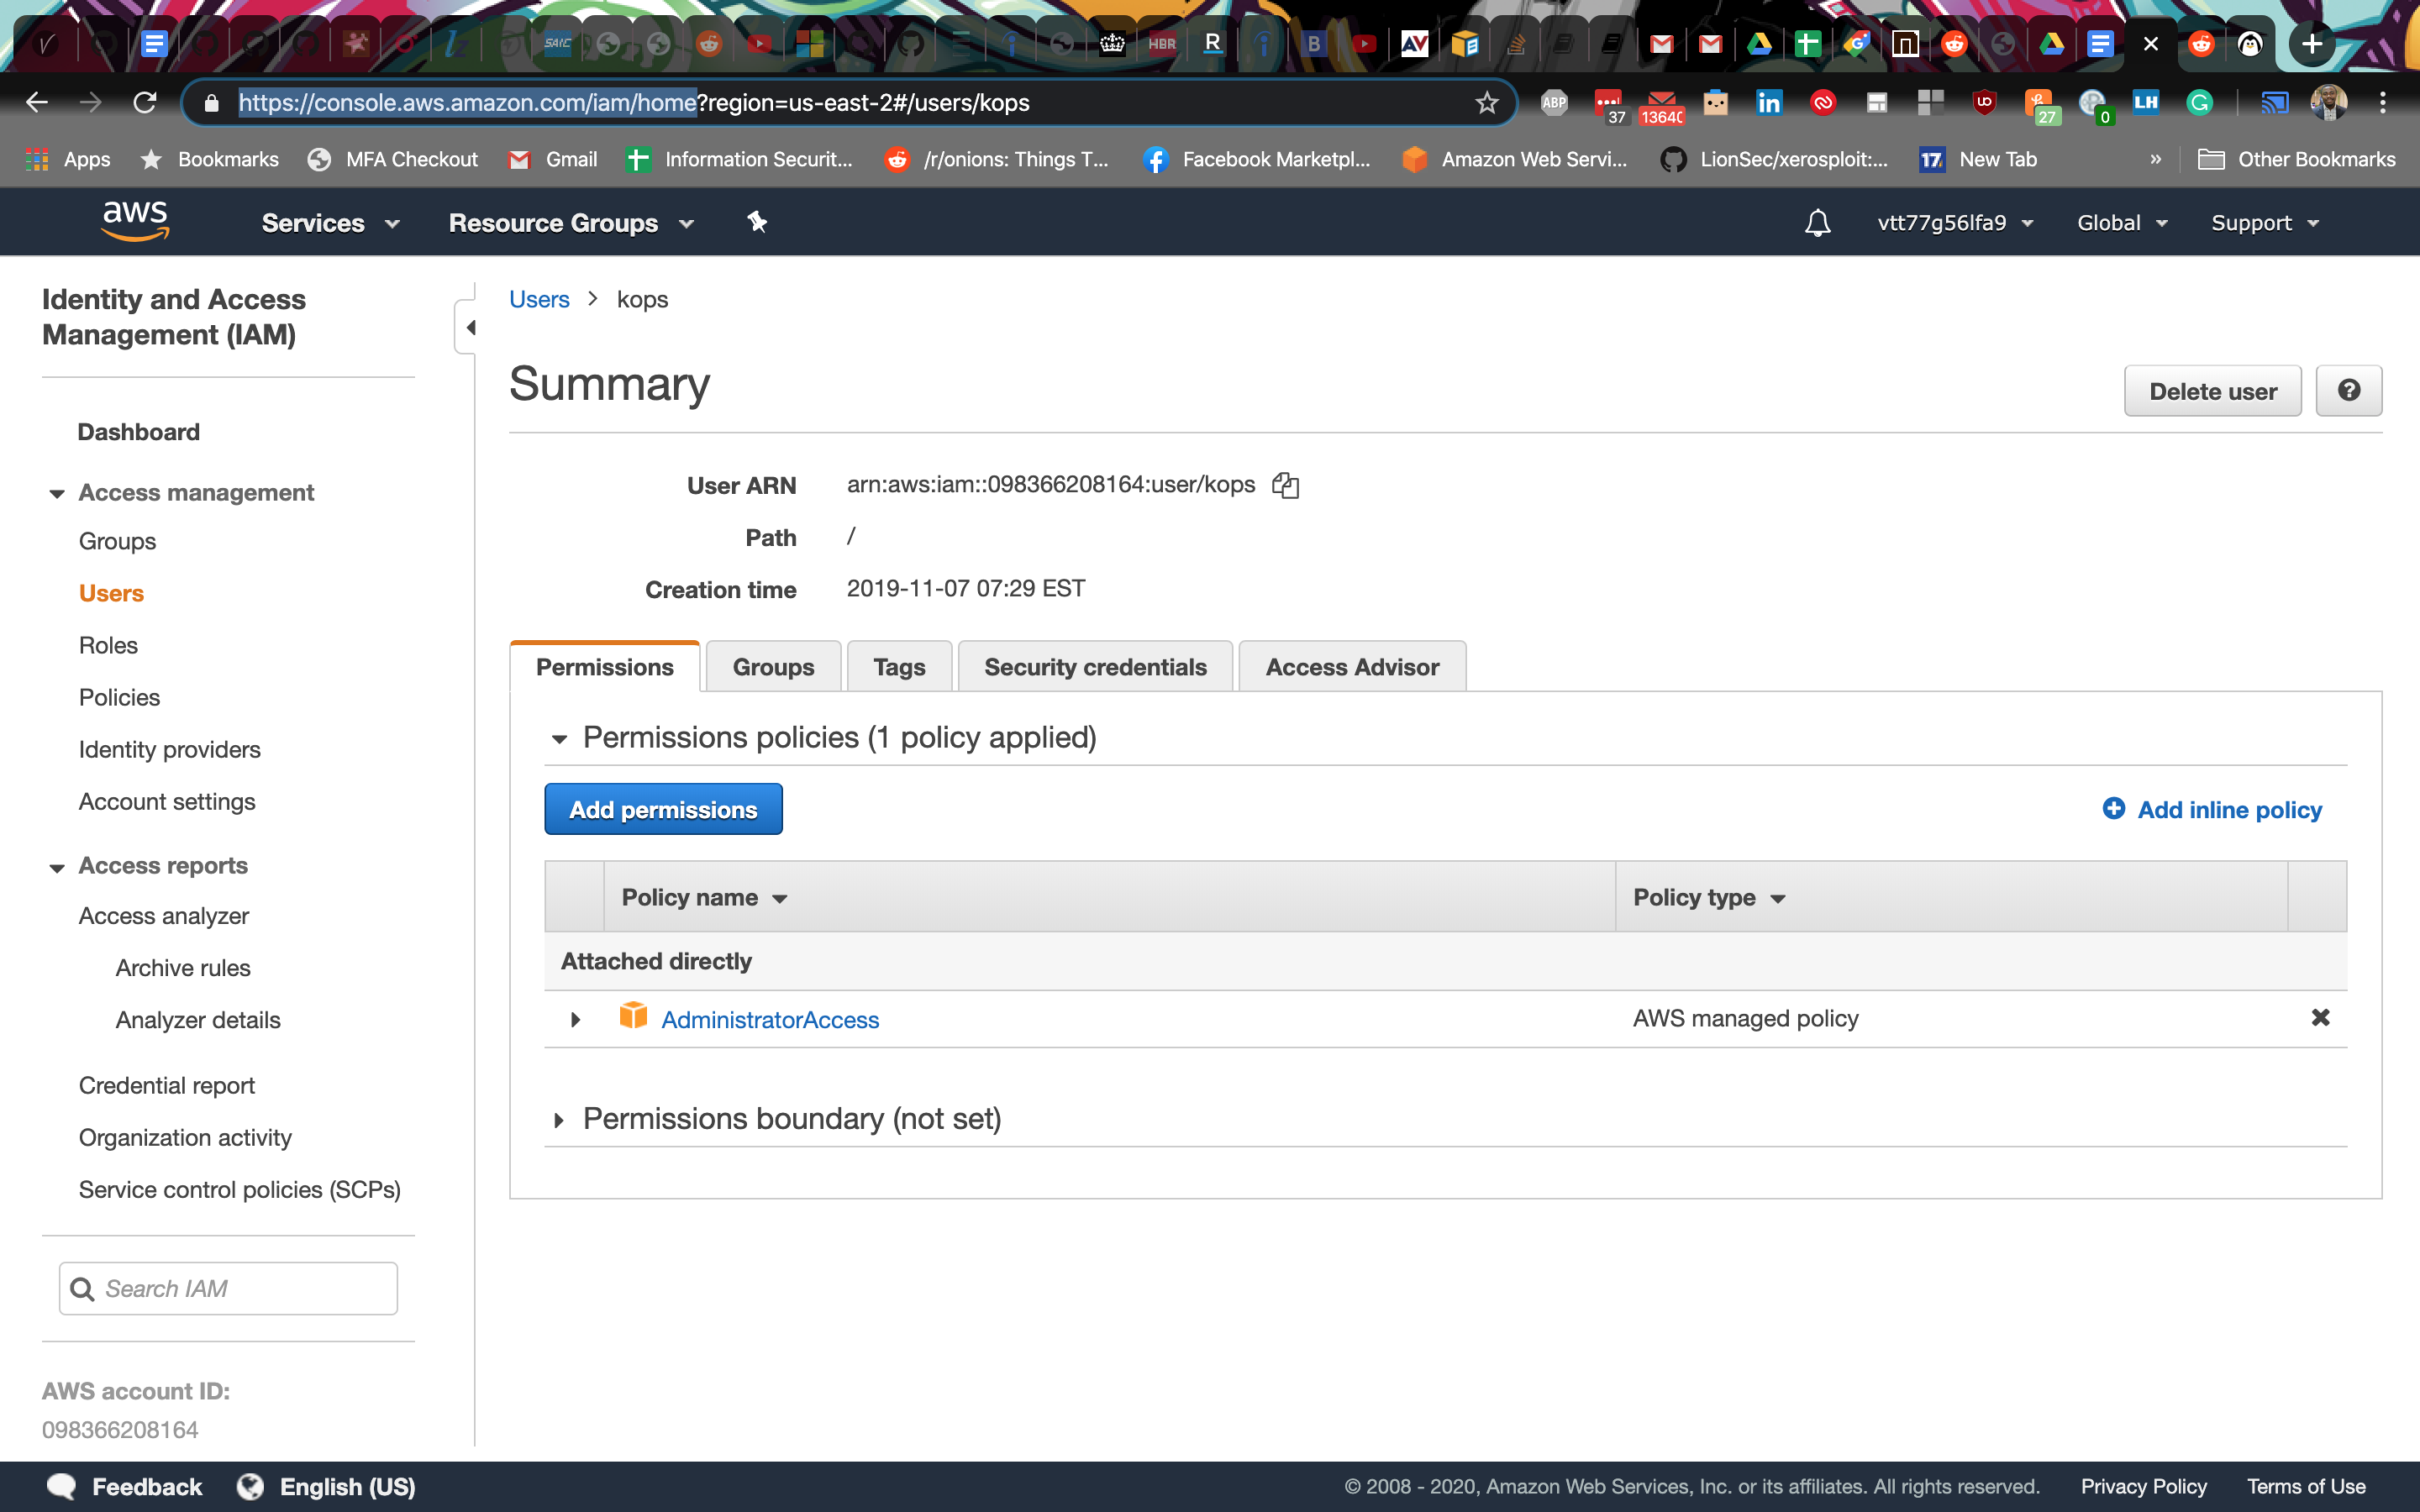 SAIC
HBR
R
B
AV
https://console.aws.amazon.com/iam/home?region=us-east-2#/users/kops
ABP
37
13640
in
UO
27
0
LH
G
Apps
Bookmarks
MFA Checkout
Gmail
Information Securit...
/r/onions: Things T...
Facebook Marketpl...
Amazon Web Servi...
LionSec/xerosploit:...
17
New Tab
»
Other Bookmarks
aws
Services
Resource Groups
vtt77g56lfa9
Global
Support
Identity and Access
Management (IAM)
Dashboard
Access management
Groups
Users
Roles
Policies
Identity providers
Account settings
Access reports
Access analyzer
Archive rules
Analyzer details
Credential report
Organization activity
Service control policies (SCPs)
Search IAM
AWS account ID:
098366208164
Users > kops
Summary
Delete user
?
User ARN arn:aws:iam::098366208164:user/kops
Path /
Creation time 2019-11-07 07:29 EST
Permissions
Groups
Tags
Security credentials
Access Advisor
Permissions policies (1 policy applied)
Add permissions
Add inline policy
Policy name
Policy type
Attached directly
AdministratorAccess
AWS managed policy
Permissions boundary (not set)
Feedback
English (US)
© 2008 - 2020, Amazon Web Services, Inc. or its affiliates. All rights reserved.
Privacy Policy
Terms of Use